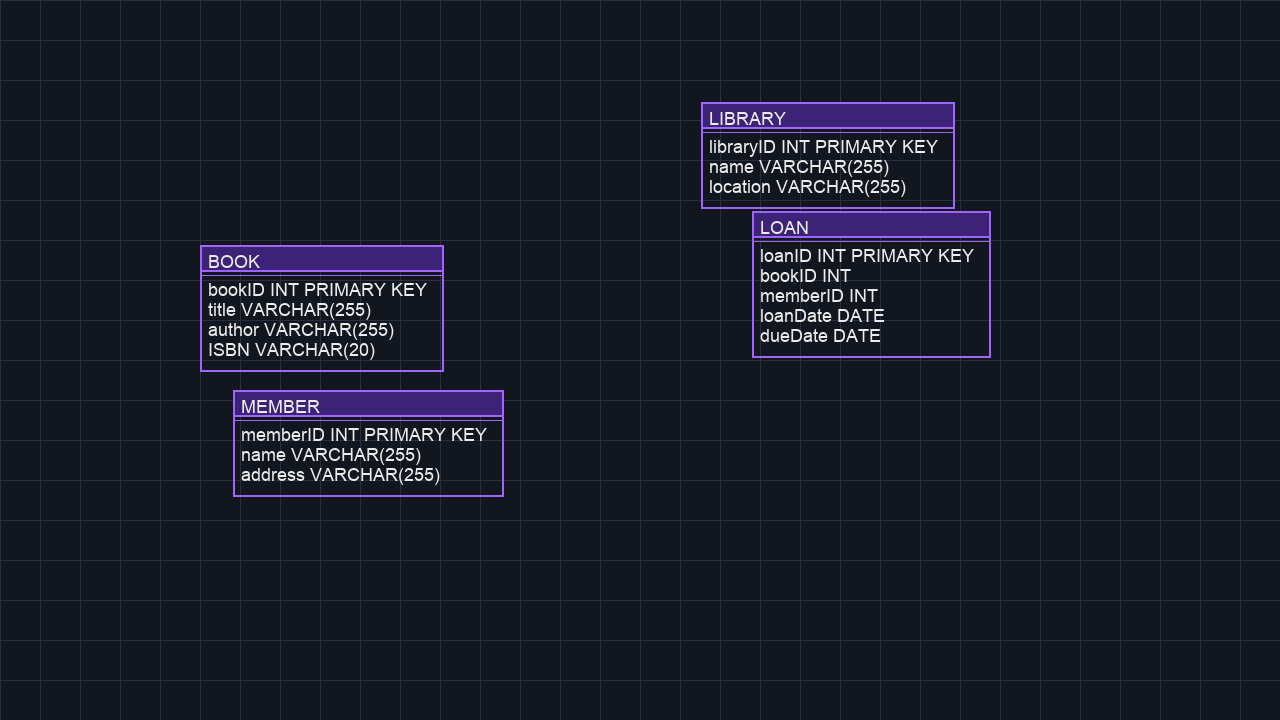 LIBRARY
libraryID INT PRIMARY KEY
name VARCHAR(255)
location VARCHAR(255)
LOAN
loanID INT PRIMARY KEY
bookID INT
memberID INT
loanDate DATE
dueDate DATE
BOOK
bookID INT PRIMARY KEY
title VARCHAR(255)
author VARCHAR(255)
ISBN VARCHAR(20)
MEMBER
memberID INT PRIMARY KEY
name VARCHAR(255)
address VARCHAR(255)